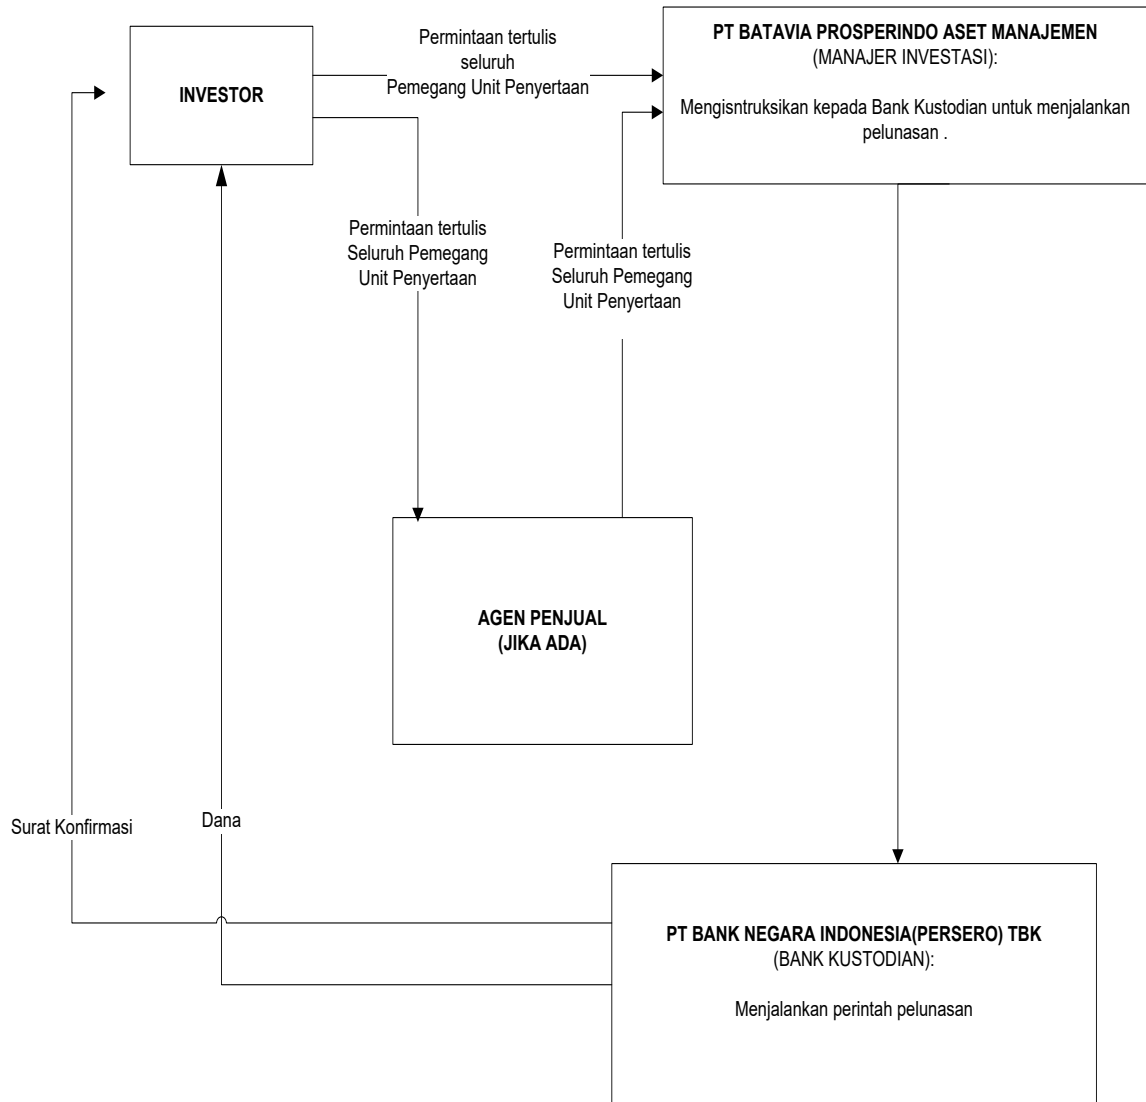 PT BATAVIA PROSPERINDO ASET MANAJEMEN
(MANAJER INVESTASI):
Mengisntruksikan kepada Bank Kustodian untuk menjalankan
pelunasan .
Permintaan tertulis
seluruh
Pemegang Unit Penyertaan
INVESTOR
Permintaan tertulis
Seluruh Pemegang
Unit Penyertaan
Permintaan tertulis
Seluruh Pemegang
Unit Penyertaan
AGEN PENJUAL
(JIKA ADA)
Surat Konfirmasi
Dana
PT BANK NEGARA INDONESIA(PERSERO) TBK
(BANK KUSTODIAN):
Menjalankan perintah pelunasan